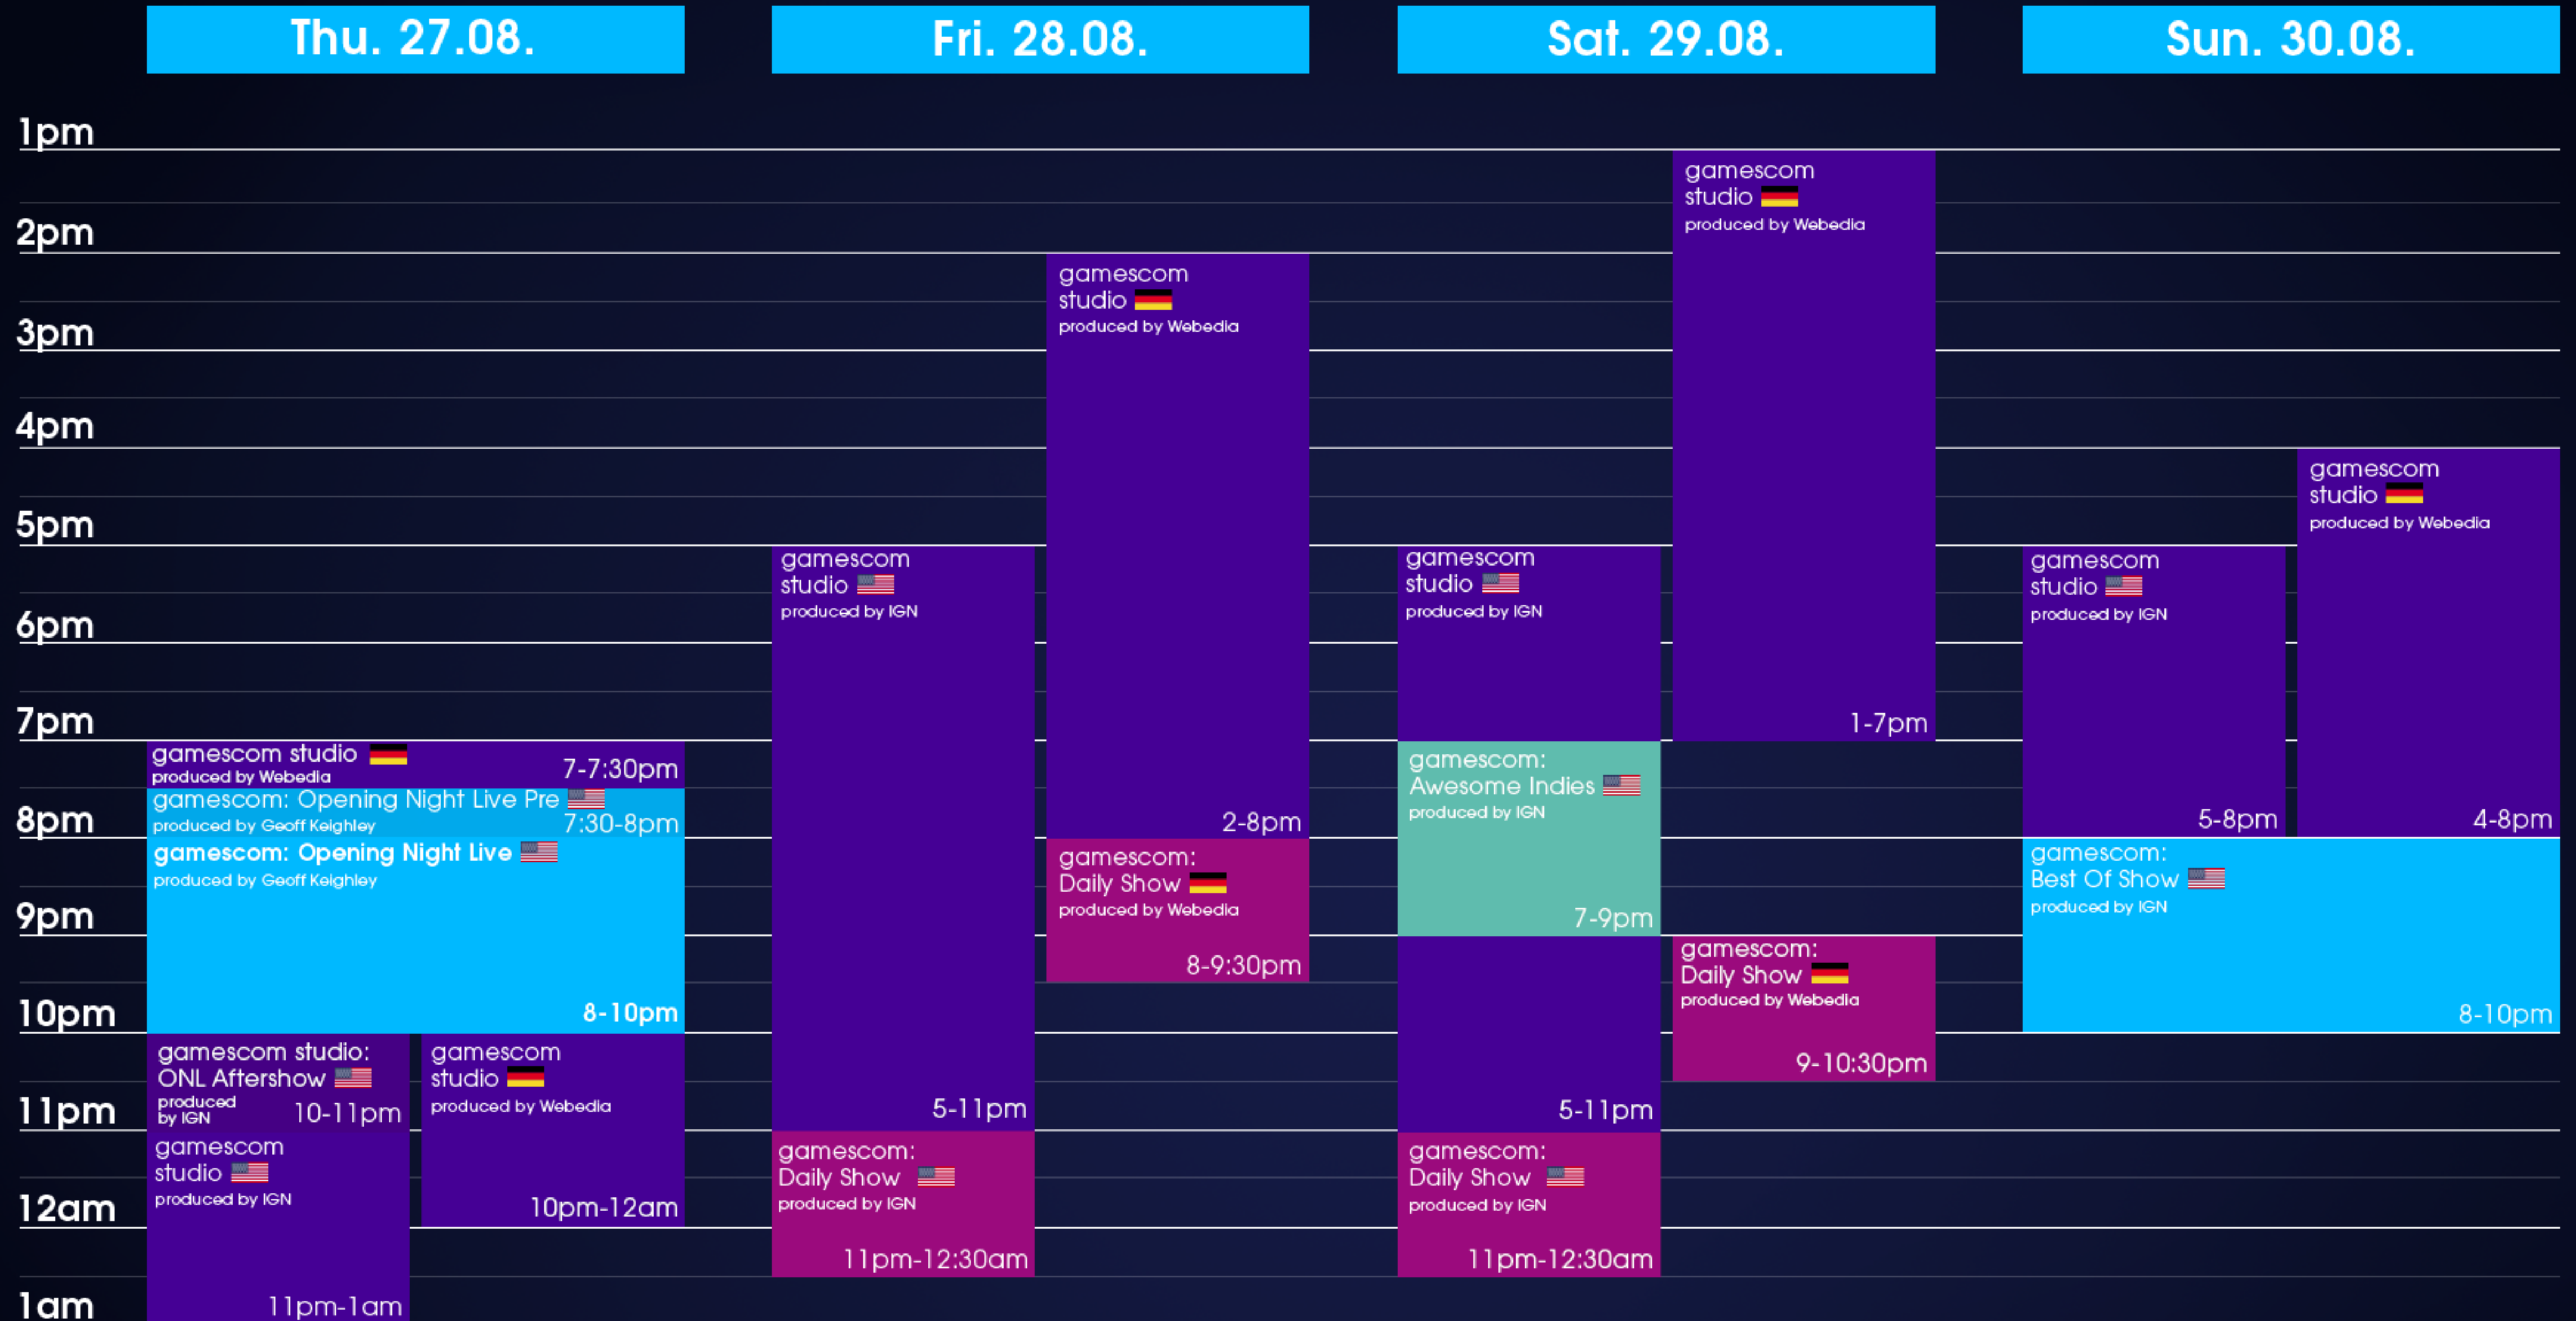 Thu. 27.08.
Fri. 28.08.
Sat. 29.08.
Sun. 30.08.
1pm
2pm
3pm
4pm
5pm
6pm
7pm
8pm
9pm
10pm
11pm
12am
1am
gamescom studio
produced by Webedia
7-7:30pm
gamescom: Opening Night Live Pre
produced by Geoff Keighley
7:30-8pm
gamescom: Opening Night Live
produced by Geoff Keighley
8-10pm
gamescom studio:
ONL Aftershow
produced
by IGN
10-11pm
gamescom
studio
produced by IGN
11pm-1am
gamescom
studio
produced by Webedia
10pm-12am
gamescom
studio
produced by IGN
5-11pm
gamescom:
Daily Show
produced by IGN
11pm-12:30am
gamescom
studio
produced by Webedia
2-8pm
gamescom:
Daily Show
produced by Webedia
8-9:30pm
gamescom
studio
produced by IGN
gamescom:
Awesome Indies
produced by IGN
7-9pm
5-11pm
gamescom:
Daily Show
produced by IGN
11pm-12:30am
gamescom
studio
produced by Webedia
1-7pm
gamescom:
Daily Show
produced by Webedia
9-10:30pm
gamescom
studio
produced by IGN
5-8pm
gamescom
studio
produced by Webedia
4-8pm
gamescom:
Best Of Show
produced by IGN
8-10pm